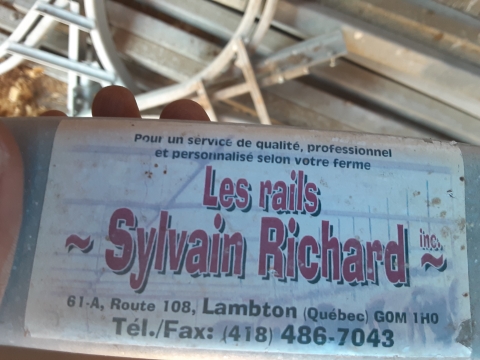 Pour un service de qualité, professionnel
et personnalisé selon votre ferme
Les rails
~ Sylvain Richard inc. ~
61-A, Route 108, Lambton (Québec) G0M 1H0
Tél./Fax: (418) 486-7043